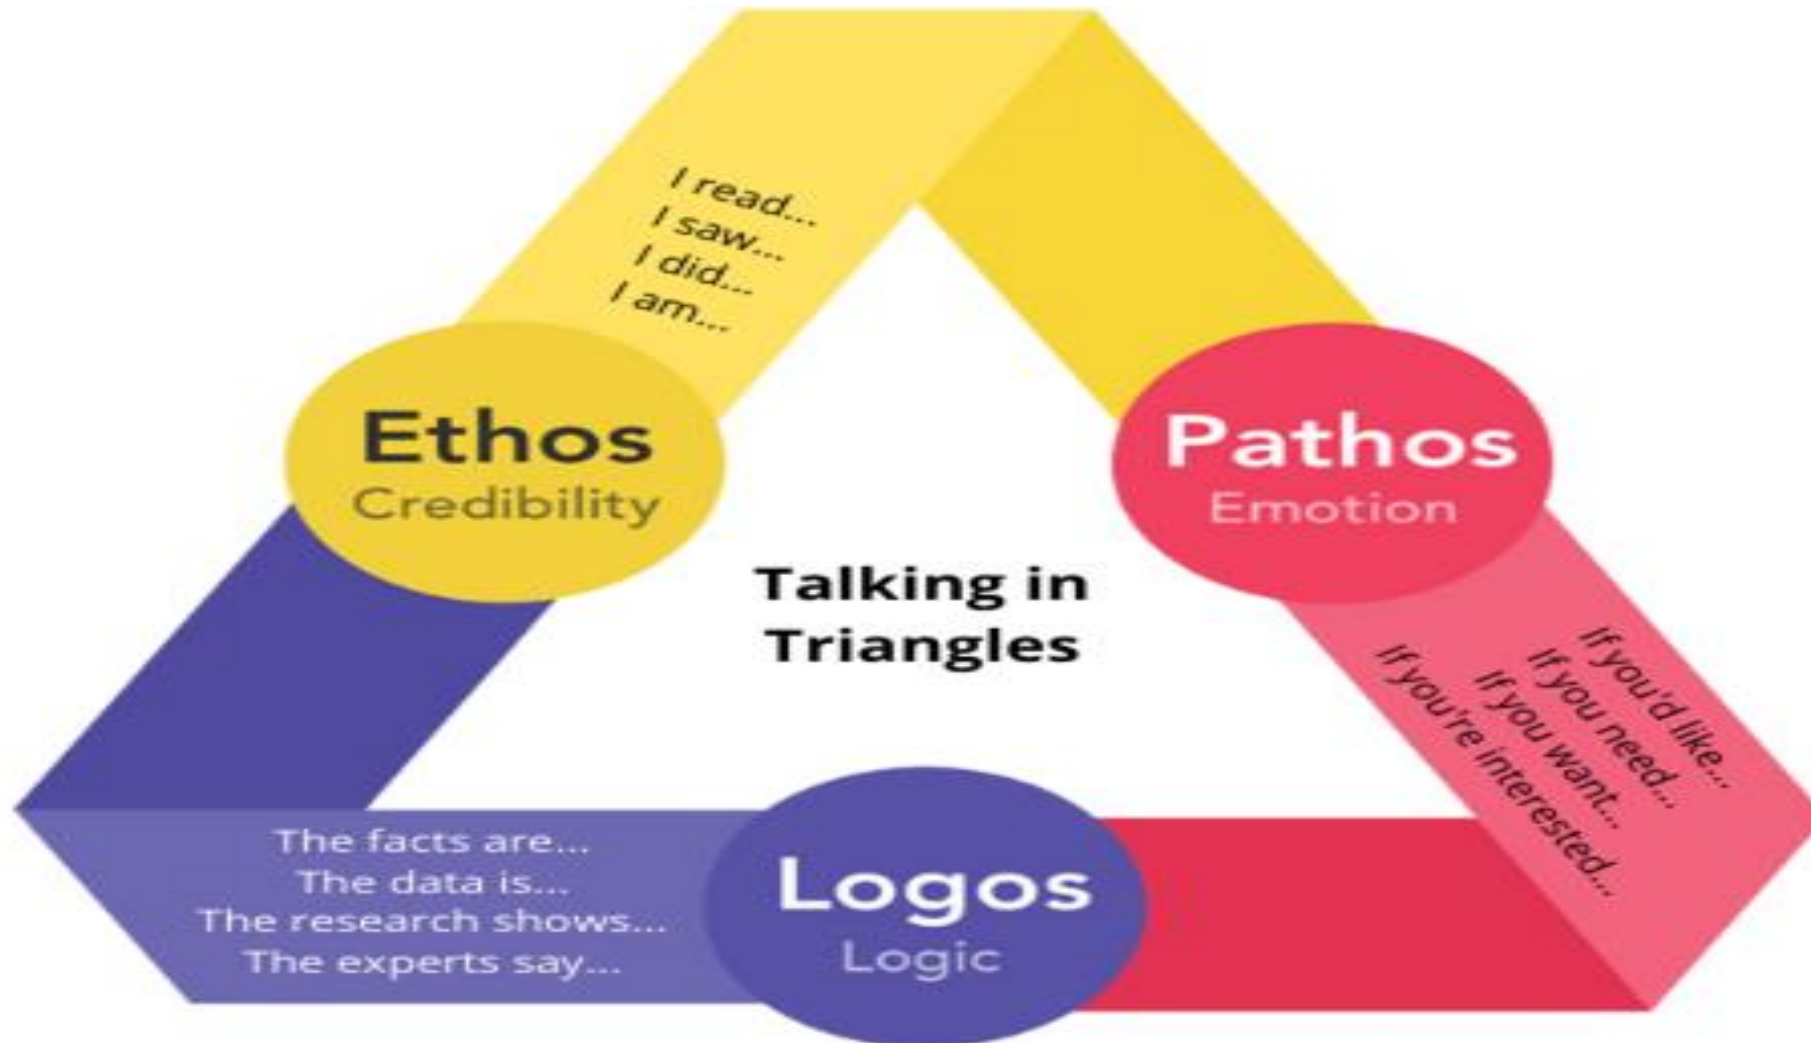 I read...
I saw...
I did...
I am...
Ethos
Credibility
Pathos
Emotion
Talking in
Triangles
If you'd like...
If you need...
If you want...
If you're interested...
The facts are...
The data is...
The research shows...
The experts say...
Logos
Logic